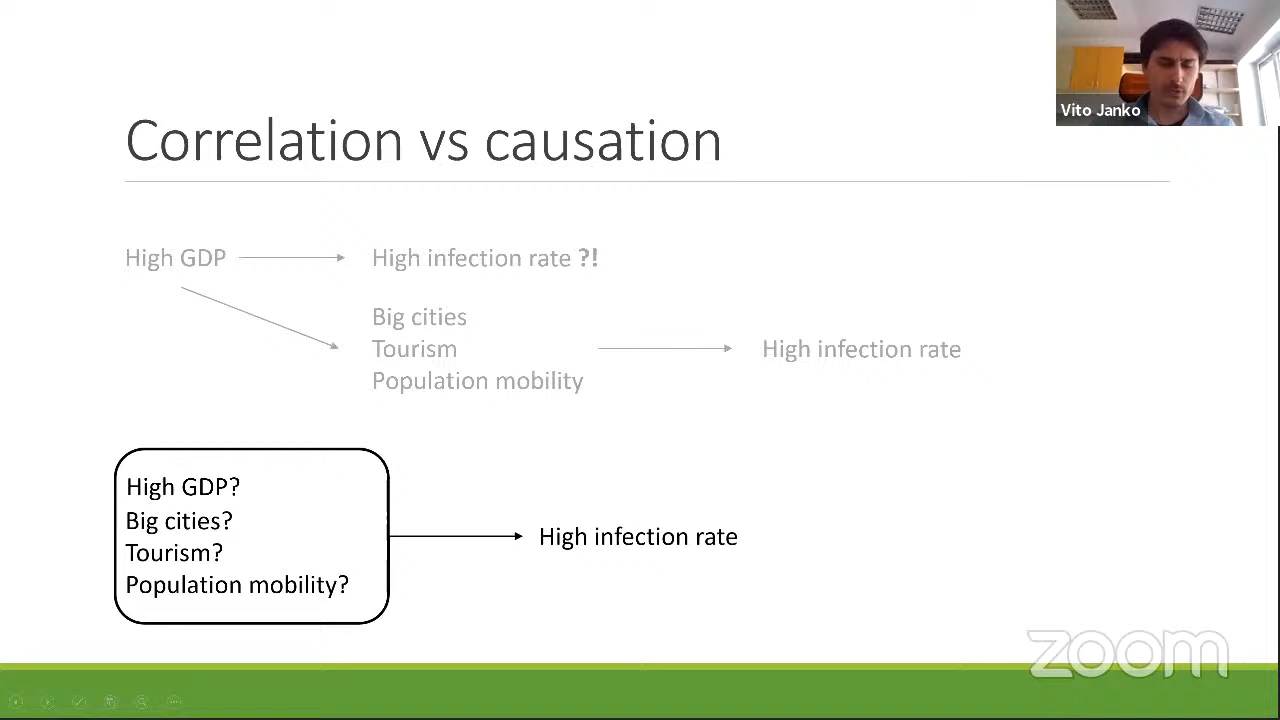 Vito Janko
Correlation vs causation
High GDP
High infection rate ?!
Big cities
Tourism
Population mobility
High infection rate
High GDP?
Big cities?
Tourism?
Population mobility?
High infection rate
zoom